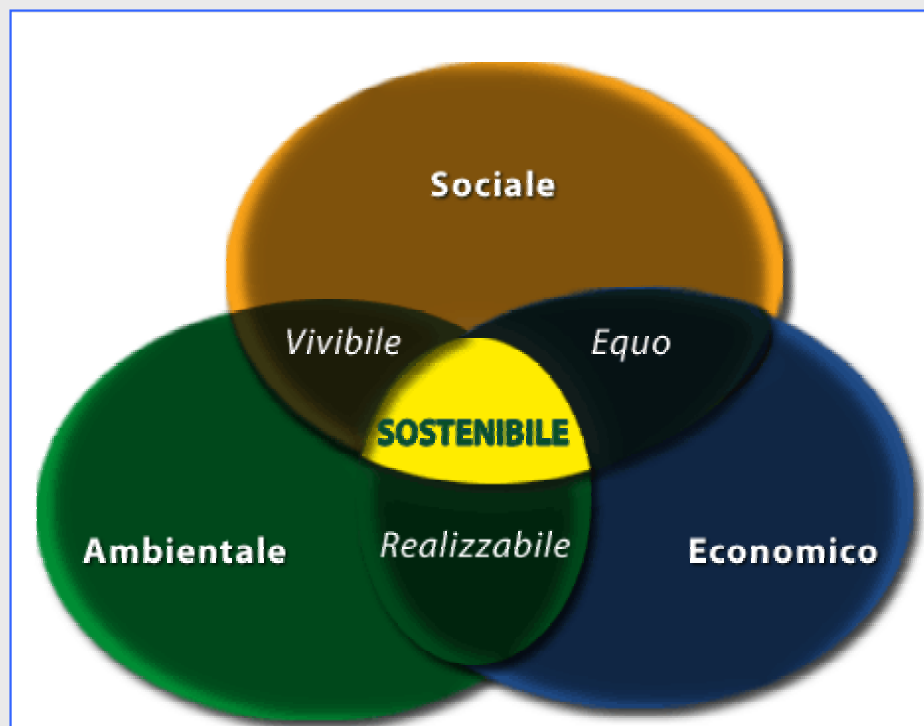 Sociale
Vivibile
Equo
SOSTENIBILE
Realizzabile
Ambientale
Economico